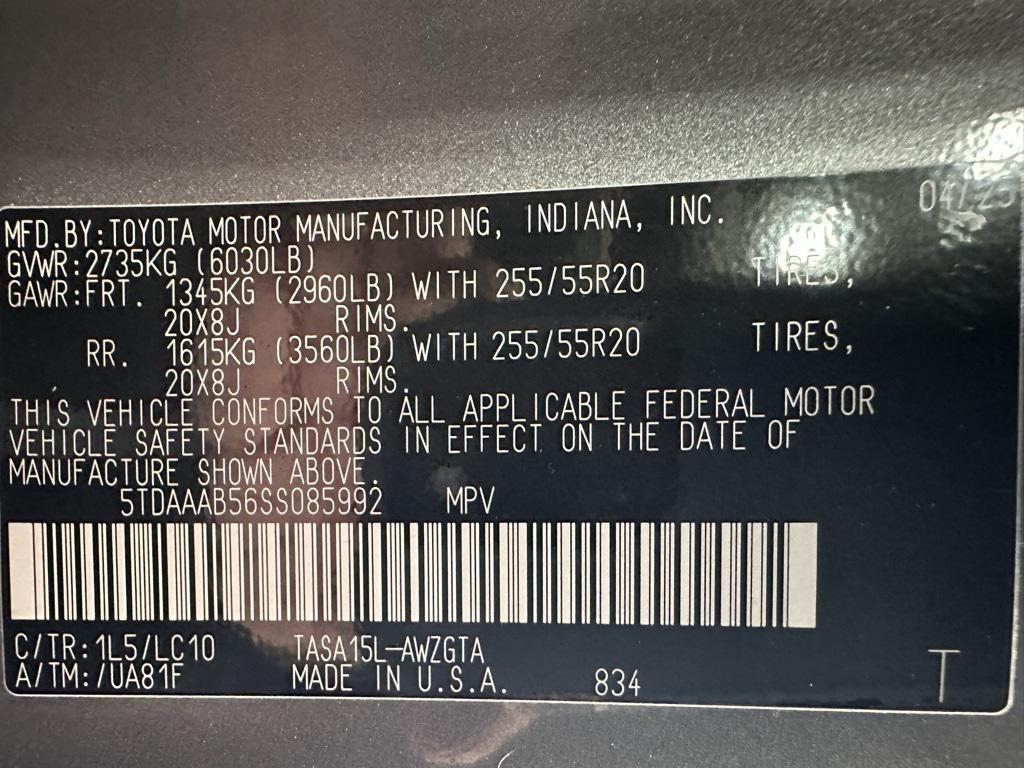 04/25
MFD.BY:TOYOTA MOTOR MANUFACTURING, INDIANA, INC.
GVWR:2735KG (6030LB)
GAWR:FRT. 1345KG (2960LB) WITH 255/55R20 TIRES,
20X8J RIMS.
RR. 1615KG (3560LB) WITH 255/55R20 TIRES,
20X8J RIMS.
THIS VEHICLE CONFORMS TO ALL APPLICABLE FEDERAL MOTOR
VEHICLE SAFETY STANDARDS IN EFFECT ON THE DATE OF
MANUFACTURE SHOWN ABOVE.
5TDAAAB56SS085992 MPV
C/TR:1L5/LC10 TASA15L-AWZGTA
A/TM:/UA81F MADE IN U.S.A. 834
T